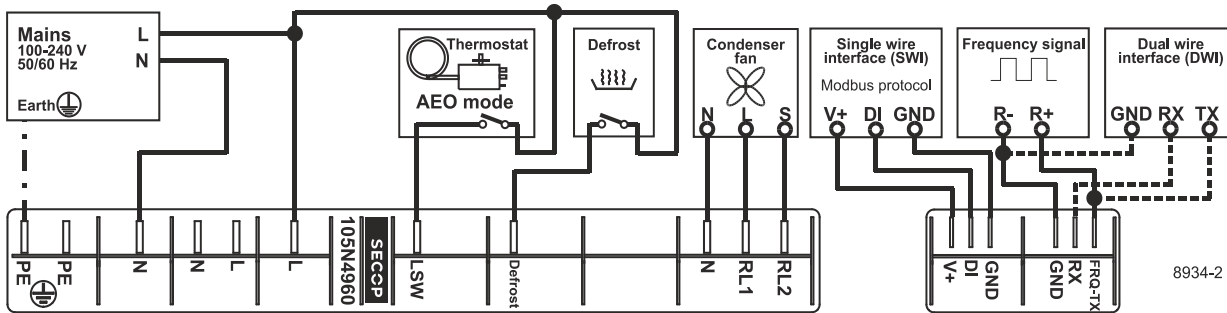 Mains
100-240 V
50/60 Hz
L
N
Earth
Thermostat
AEO mode
Defrost
Condenser
fan
N L S
Single wire
interface (SWI)
Modbus protocol
V+ DI GND
Frequency signal
R- R+
Dual wire
interface (DWI)
GND RX TX
PE
PE
N
N
L
L
105N4960
SECOP
LSW
Defrost
N
RL1
RL2
V+
DI
GND
GND
RX
FRQ-TX
8934-2